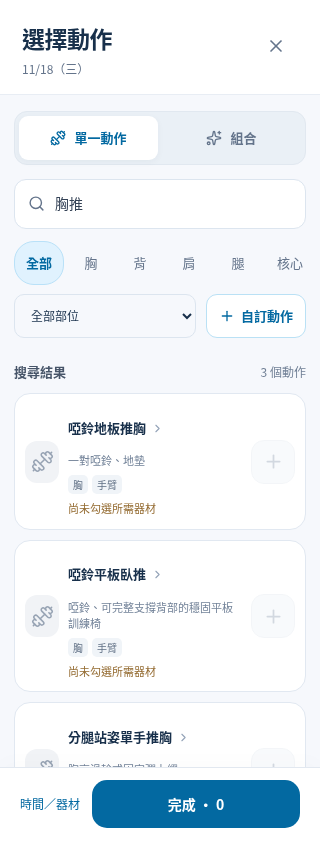 選擇動作
11/18（三）
單一動作
組合
胸推
全部
胸
背
肩
腿
核心
全部部位
自訂動作
搜尋結果
3 個動作
啞鈴地板推胸
一對啞鈴、地墊
胸
手臂
尚未勾選所需器材
啞鈴平板臥推
啞鈴、可完整支撐背部的穩固平板
訓練椅
胸
手臂
尚未勾選所需器材
分腿站姿單手推胸
時間／器材
完成 · 0